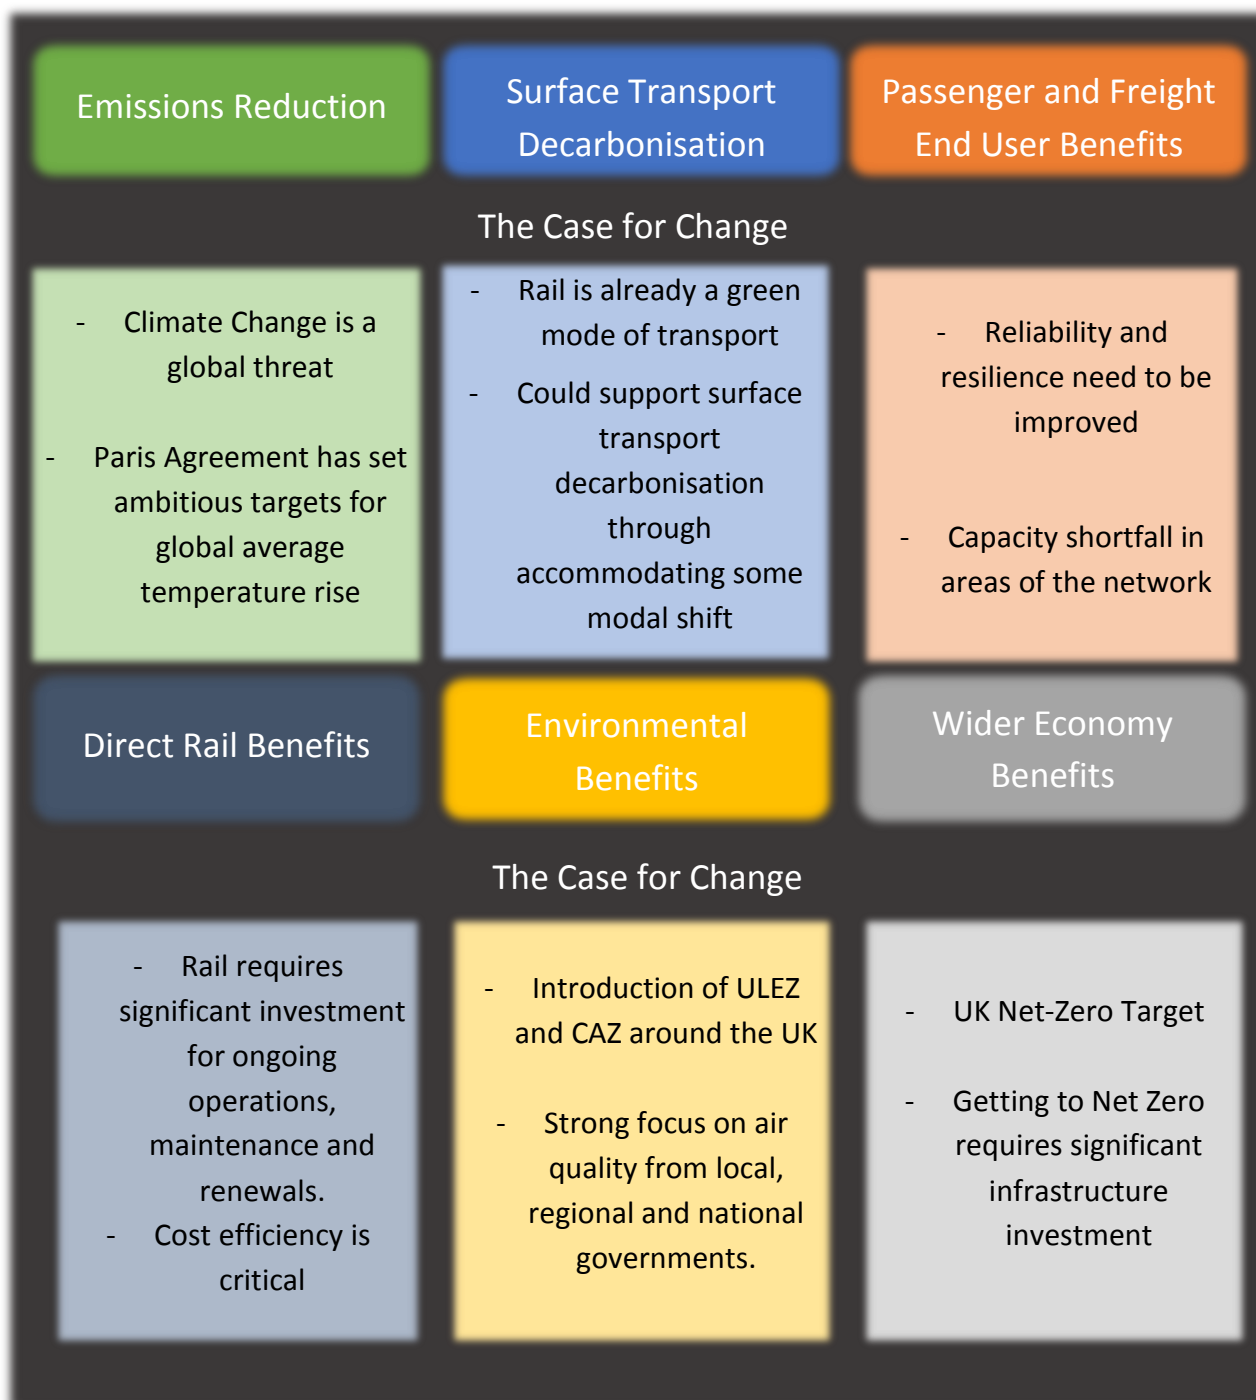 Emissions Reduction
Surface Transport
Decarbonisation
Passenger and Freight
End User Benefits
The Case for Change
- Climate Change is a
global threat
- Paris Agreement has set
ambitious targets for
global average
temperature rise
- Rail is already a green
mode of transport
- Could support surface
transport
decarbonisation
through
accommodating some
modal shift
- Reliability and
resilience need to be
improved
- Capacity shortfall in
areas of the network
Direct Rail Benefits
Environmental
Benefits
Wider Economy
Benefits
The Case for Change
- Rail requires
significant investment
for ongoing
operations,
maintenance and
renewals.
- Cost efficiency is
critical
- Introduction of ULEZ
and CAZ around the UK
- Strong focus on air
quality from local,
regional and national
governments.
- UK Net-Zero Target
- Getting to Net Zero
requires significant
infrastructure
investment